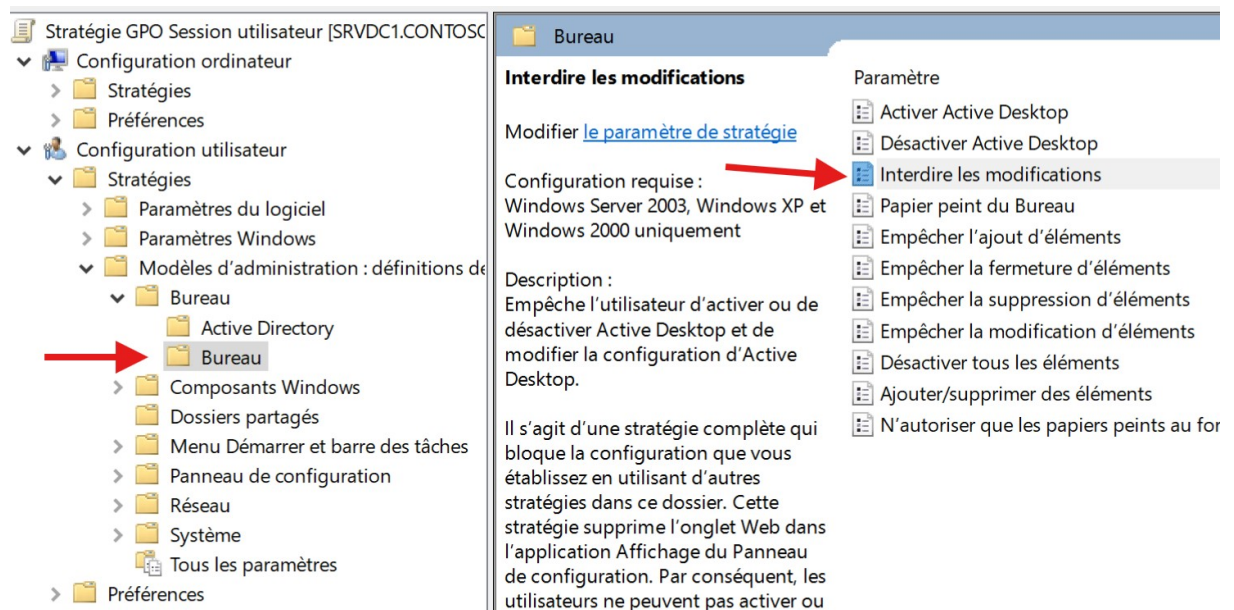 Stratégie GPO Session utilisateur [SRVDC1.CONTOSC
Configuration ordinateur
Stratégies
Préférences
Configuration utilisateur
Stratégies
Paramètres du logiciel
Paramètres Windows
Modèles d'administration : définitions de
Bureau
Active Directory
Bureau
Composants Windows
Dossiers partagés
Menu Démarrer et barre des tâches
Panneau de configuration
Réseau
Système
Tous les paramètres
Préférences
Bureau
Interdire les modifications
Modifier le paramètre de stratégie
Configuration requise :
Windows Server 2003, Windows XP et
Windows 2000 uniquement
Description :
Empêche l'utilisateur d'activer ou de
désactiver Active Desktop et de
modifier la configuration d'Active
Desktop.
Il s'agit d'une stratégie complète qui
bloque la configuration que vous
établissez en utilisant d'autres
stratégies dans ce dossier. Cette
stratégie supprime l'onglet Web dans
l'application Affichage du Panneau
de configuration. Par conséquent, les
utilisateurs ne peuvent pas activer ou
Paramètre
Activer Active Desktop
Désactiver Active Desktop
Interdire les modifications
Papier peint du Bureau
Empêcher l'ajout d'éléments
Empêcher la fermeture d'éléments
Empêcher la suppression d'éléments
Empêcher la modification d'éléments
Désactiver tous les éléments
Ajouter/supprimer des éléments
N'autoriser que les papiers peints au for